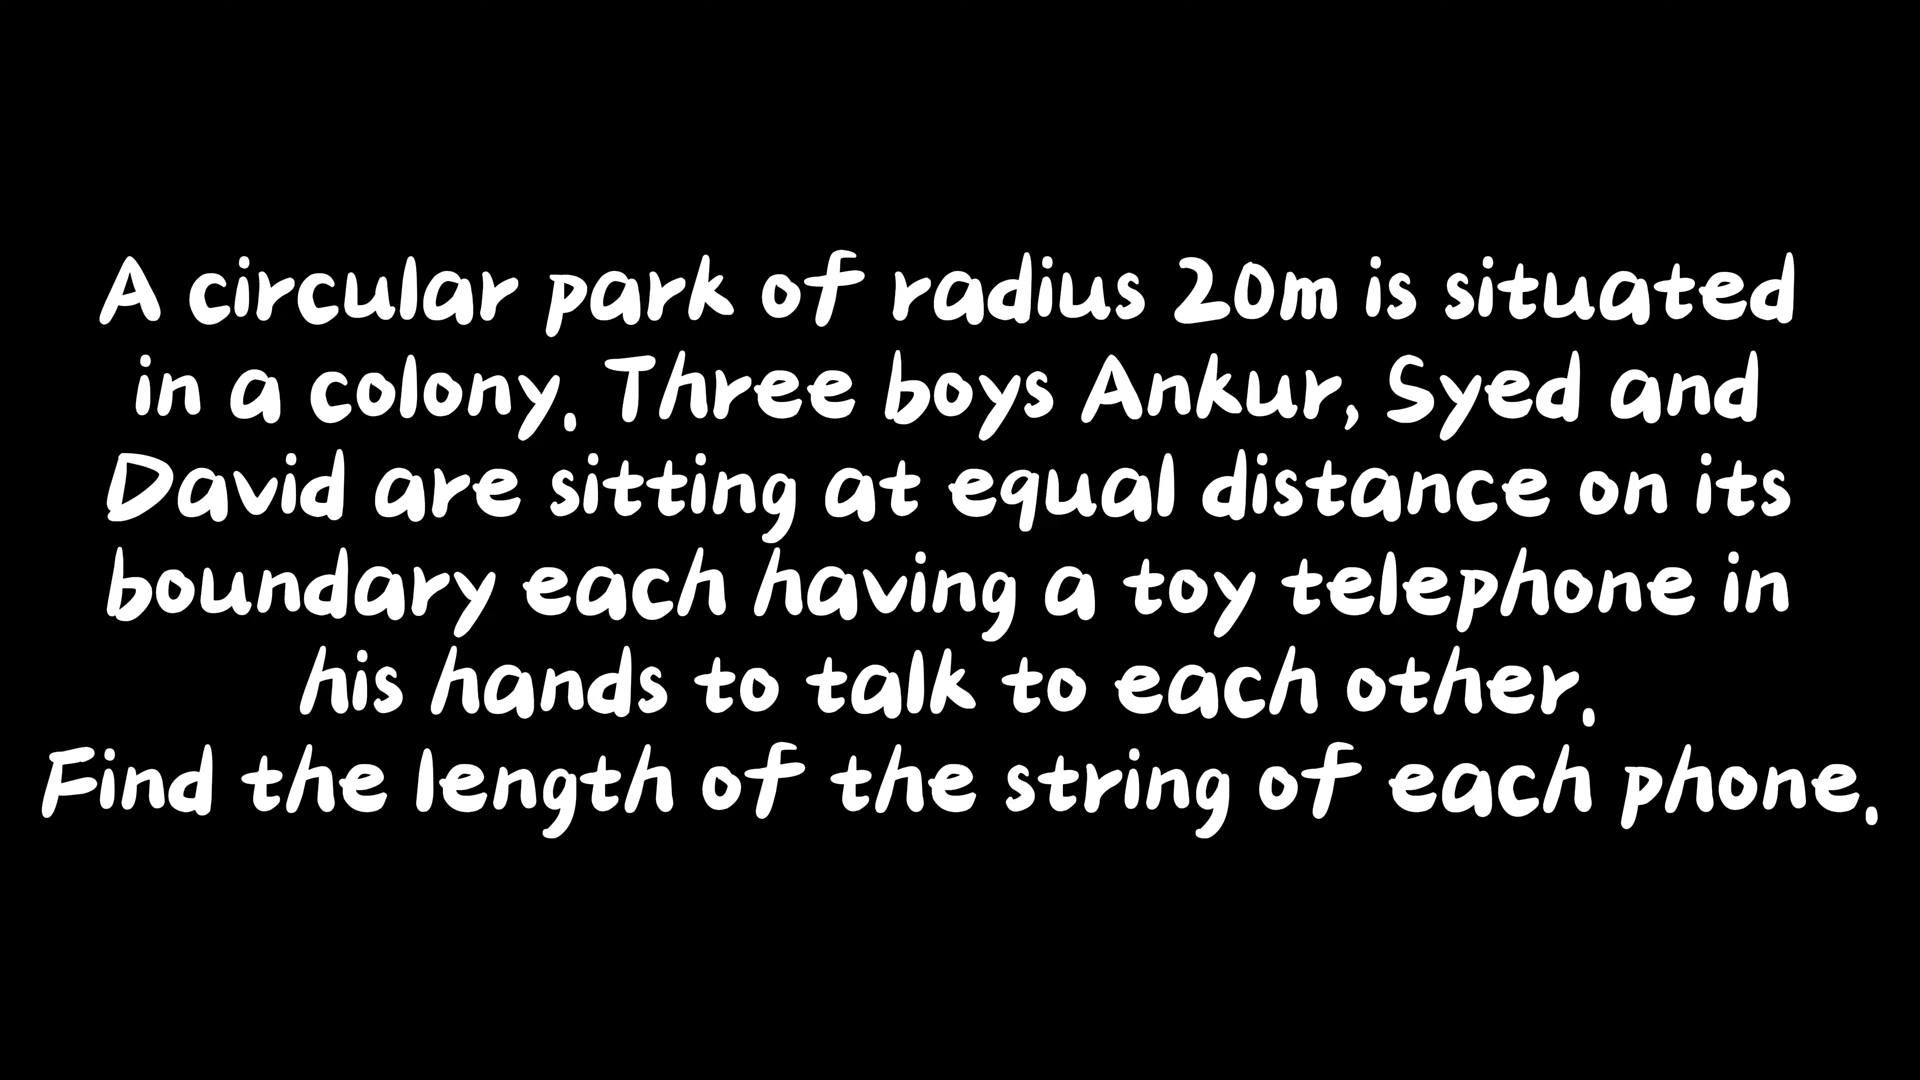 A circular park of radius 20m is situated
in a colony. Three boys Ankur, Syed and
David are sitting at equal distance on its
boundary each having a toy telephone in
his hands to talk to each other.
Find the length of the string of each phone.